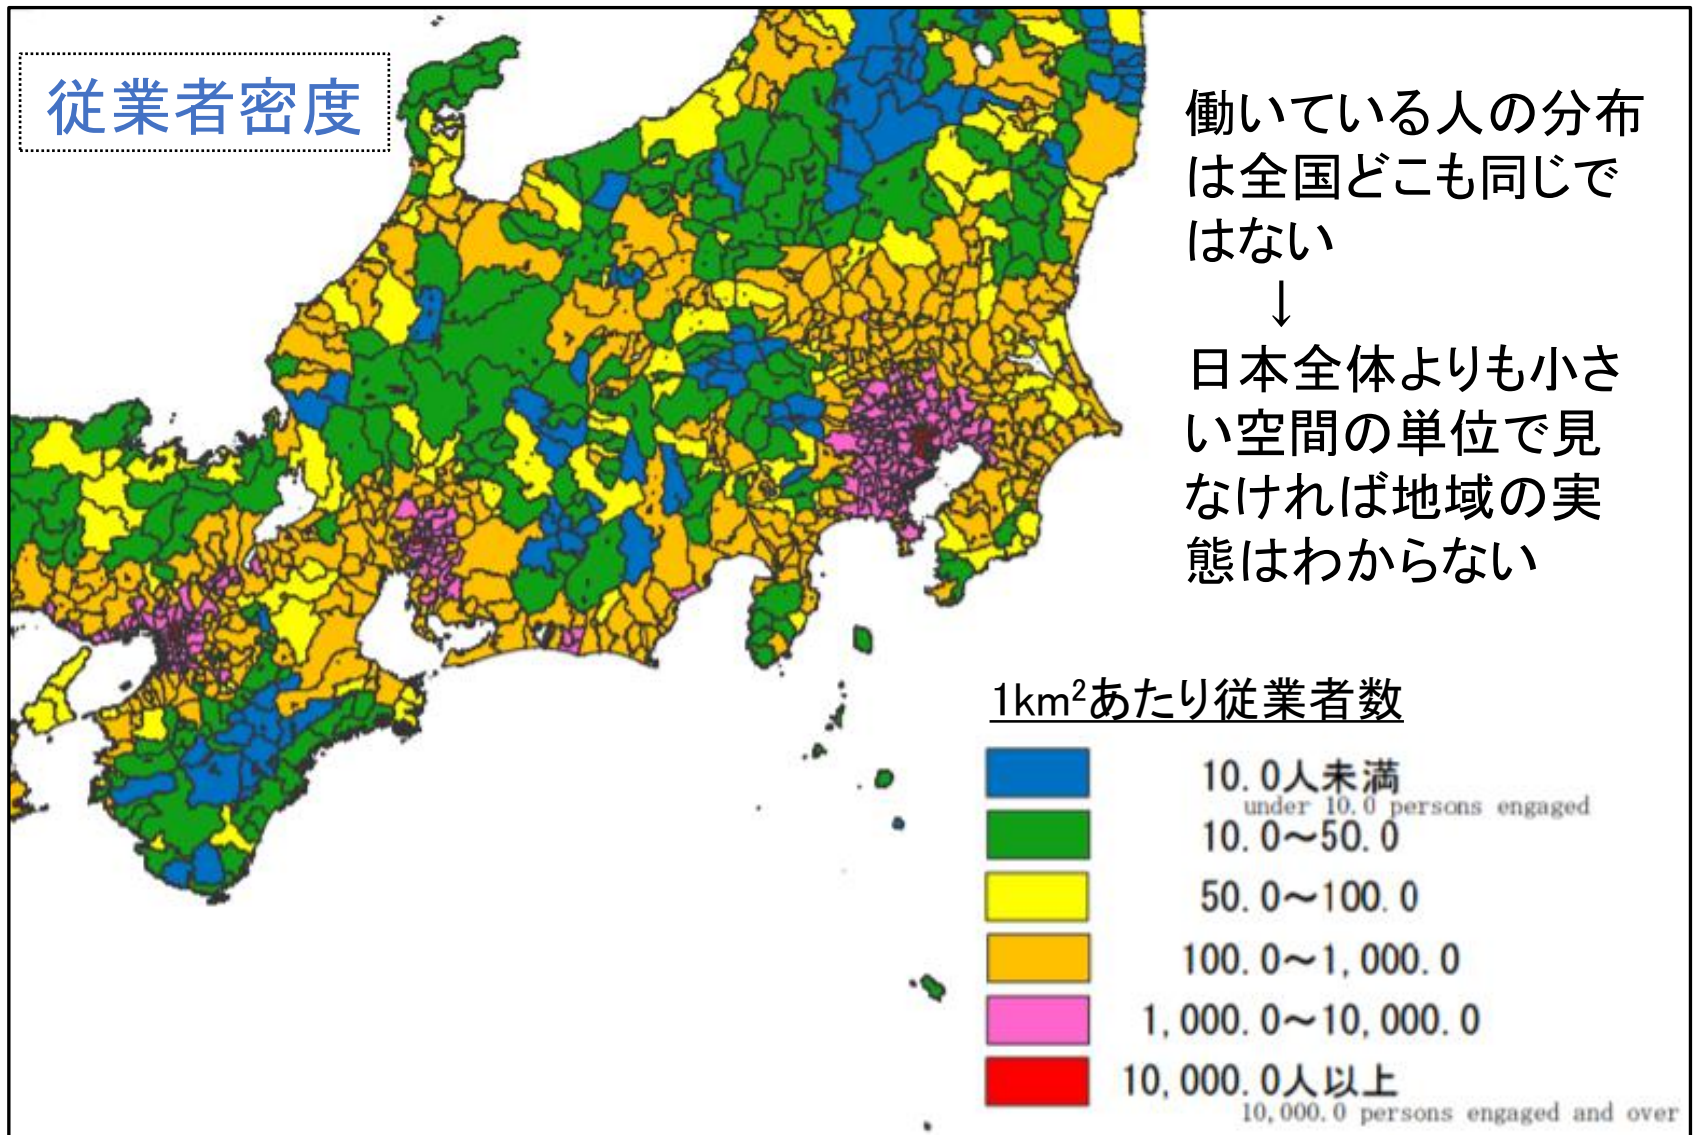 従業者密度
働いている人の分布
は全国どこも同じで
はない
↓
日本全体よりも小さ
い空間の単位で見
なければ地域の実
態はわからない
1km²あたり従業者数
10.0人未満
under 10.0 persons engaged
10.0～50.0
50.0～100.0
100.0～1,000.0
1,000.0～10,000.0
10,000.0人以上
10,000.0 persons engaged and over